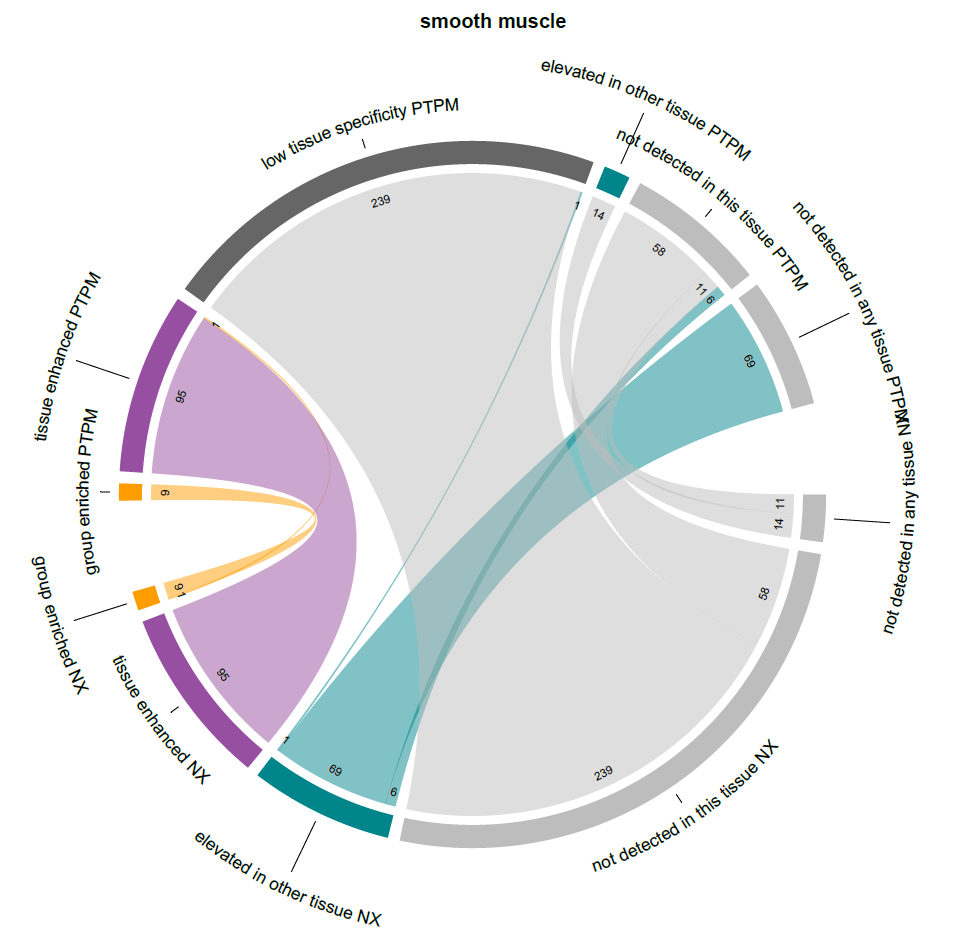 smooth muscle
elevated in other tissue PTPM
low tissue specificity PTPM
not detected in this tissue PTPM
not detected in any tissue PTPM
239
1
14
58
11
6
69
tissue enhanced PTPM
1
95
group enriched PTPM
9
group enriched NX
9
1
tissue enhanced NX
95
1
69
6
elevated in other tissue NX
239
not detected in this tissue NX
58
14
11
not detected in any tissue NX